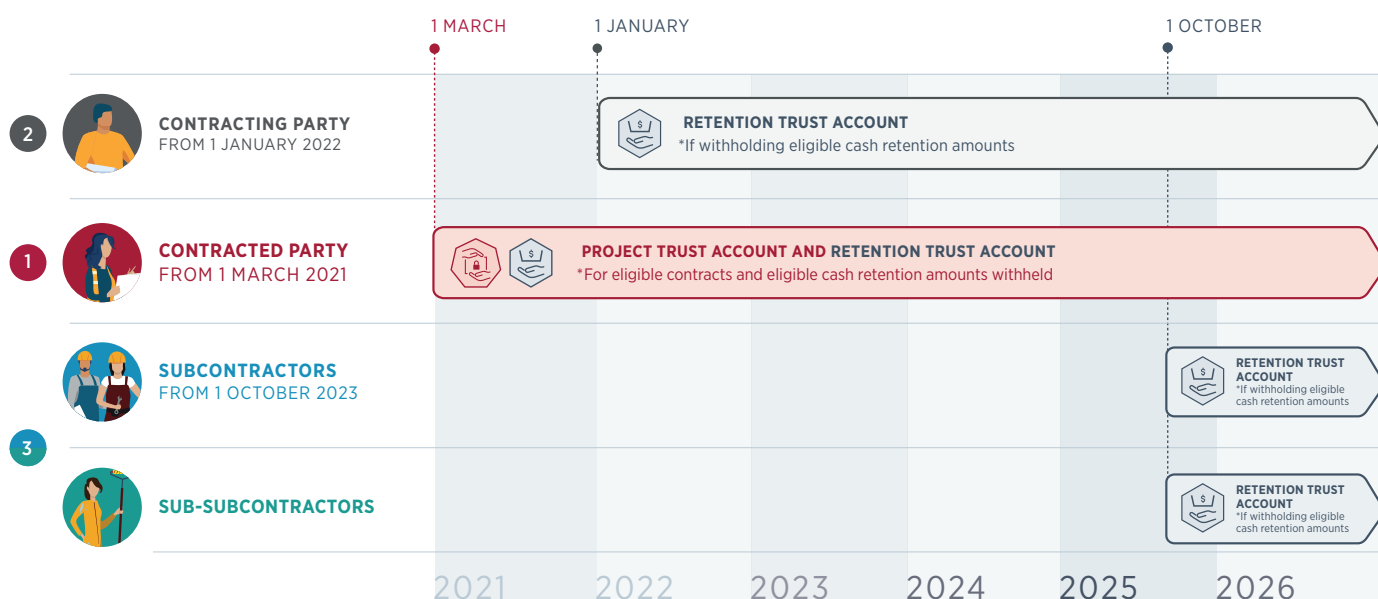 1 MARCH
1 JANUARY
1 OCTOBER
2
CONTRACTING PARTY
FROM 1 JANUARY 2022
$
RETENTION TRUST ACCOUNT
*If withholding eligible cash retention amounts
1
CONTRACTED PARTY
FROM 1 MARCH 2021
$
PROJECT TRUST ACCOUNT AND RETENTION TRUST ACCOUNT
*For eligible contracts and eligible cash retention amounts withheld
SUBCONTRACTORS
FROM 1 OCTOBER 2023
$
RETENTION TRUST
ACCOUNT
*If withholding eligible
cash retention amounts
3
SUB-SUBCONTRACTORS
$
RETENTION TRUST
ACCOUNT
*If withholding eligible
cash retention amounts
2021
2022
2023
2024
2025
2026